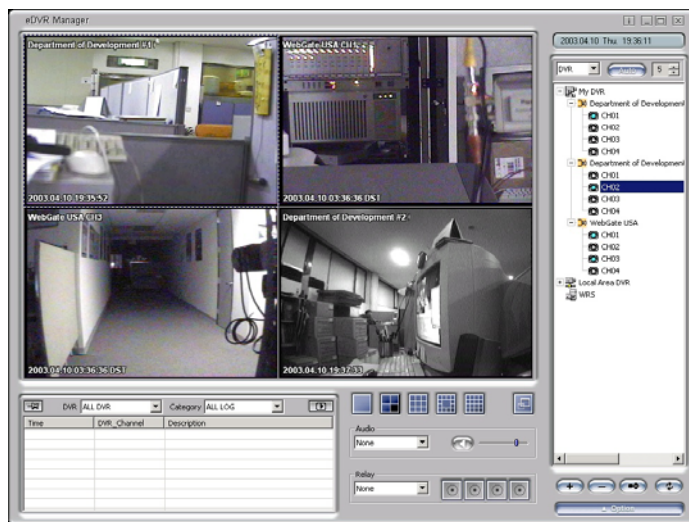 eDVR Manager
Department of Development #1
2003.04.10 19:35:52
WebGate USA CH1
2003.04.10 03:36:36 DST
WebGate USA CH3
2003.04.10 03:36:36 DST
Department of Development #2
2003.04.10 19:37:33
2003.04.10 Thu. 19:36:11
DVR
5
My DVR
Department of Development
CH01
CH02
CH03
CH04
Department of Development
CH01
CH02
CH03
CH04
WebGate USA
CH01
CH02
CH03
CH04
Local Area DVR
WRS
Option
DVR ALL DVR Category ALL LOG
Time DVR_Channel Description
Audio
None
Relay
None